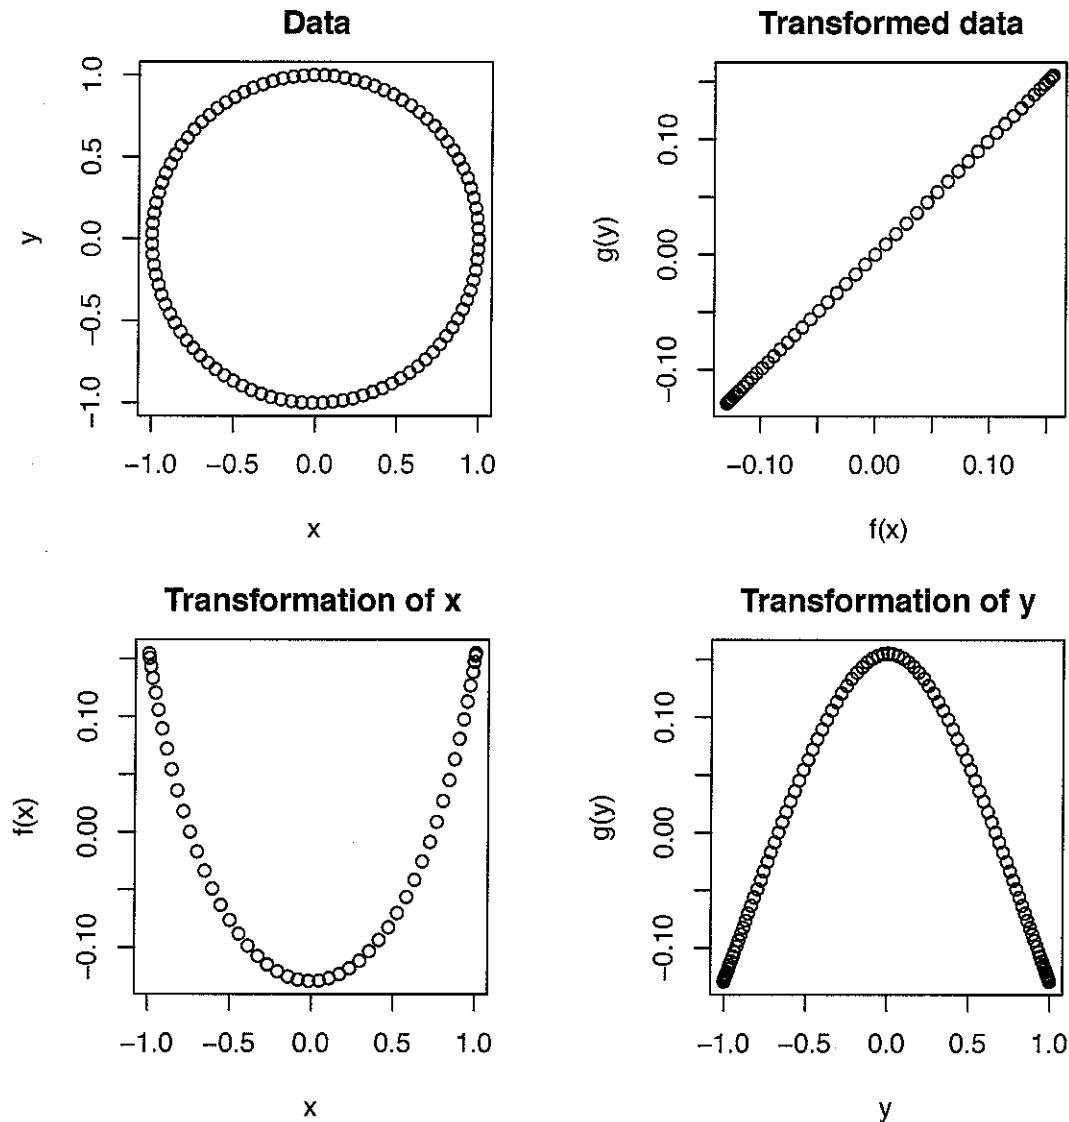 Data
y
1.0
0.5
0.0
−0.5
−1.0
−1.0 −0.5 0.0 0.5 1.0
x
Transformed data
g(y)
0.10
0.00
−0.10
−0.10 0.00 0.10
f(x)
Transformation of x
f(x)
0.10
0.00
−0.10
−1.0 −0.5 0.0 0.5 1.0
x
Transformation of y
g(y)
0.10
0.00
−0.10
−1.0 −0.5 0.0 0.5 1.0
y